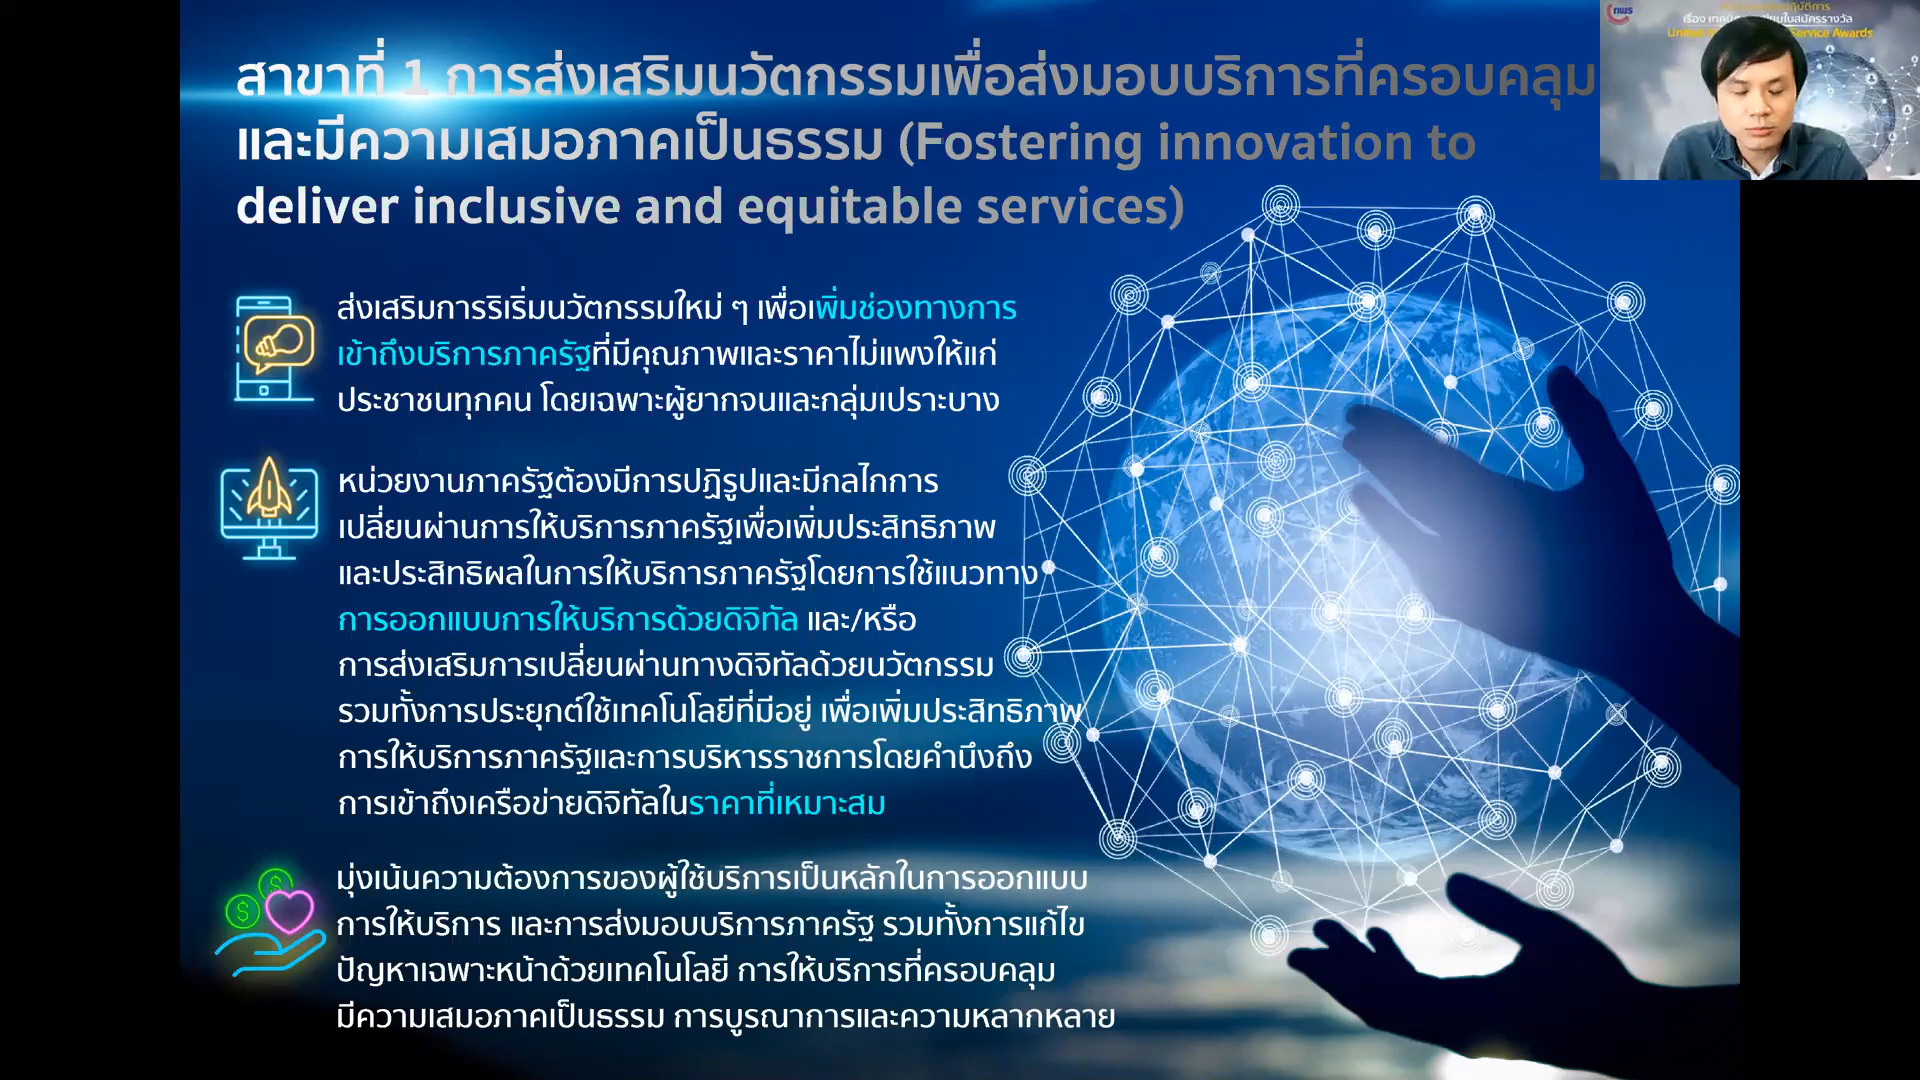 สาขาที่ 1 การส่งเสริมนวัตกรรมเพื่อส่งมอบบริการที่ครอบคลุม
และมีความเสมอภาคเป็นธรรม (Fostering innovation to
deliver inclusive and equitable services)
ส่งเสริมการริเริ่มนวัตกรรมใหม่ ๆ เพื่อเพิ่มช่องทางการ
เข้าถึงบริการภาครัฐที่มีคุณภาพและราคาไม่แพงให้แก่
ประชาชนทุกคน โดยเฉพาะผู้ยากจนและกลุ่มเปราะบาง
หน่วยงานภาครัฐต้องมีการปฏิรูปและมีกลไกการ
เปลี่ยนผ่านการให้บริการภาครัฐเพื่อเพิ่มประสิทธิภาพ
และประสิทธิผลในการให้บริการภาครัฐโดยการใช้แนวทาง
การออกแบบการให้บริการด้วยดิจิทัล และ/หรือ
การส่งเสริมการเปลี่ยนผ่านทางดิจิทัลด้วยนวัตกรรม
รวมทั้งการประยุกต์ใช้เทคโนโลยีที่มีอยู่ เพื่อเพิ่มประสิทธิภาพ
การให้บริการภาครัฐและการบริหารราชการโดยคำนึงถึง
การเข้าถึงเครือข่ายดิจิทัลในราคาที่เหมาะสม
มุ่งเน้นความต้องการของผู้ใช้บริการเป็นหลักในการออกแบบ
การให้บริการ และการส่งมอบบริการภาครัฐ รวมทั้งการแก้ไข
ปัญหาเฉพาะหน้าด้วยเทคโนโลยี การให้บริการที่ครอบคลุม
มีความเสมอภาคเป็นธรรม การบูรณาการและความหลากหลาย
กพร
เรื่อง
ใบสมัครรางวัล
Service Awards